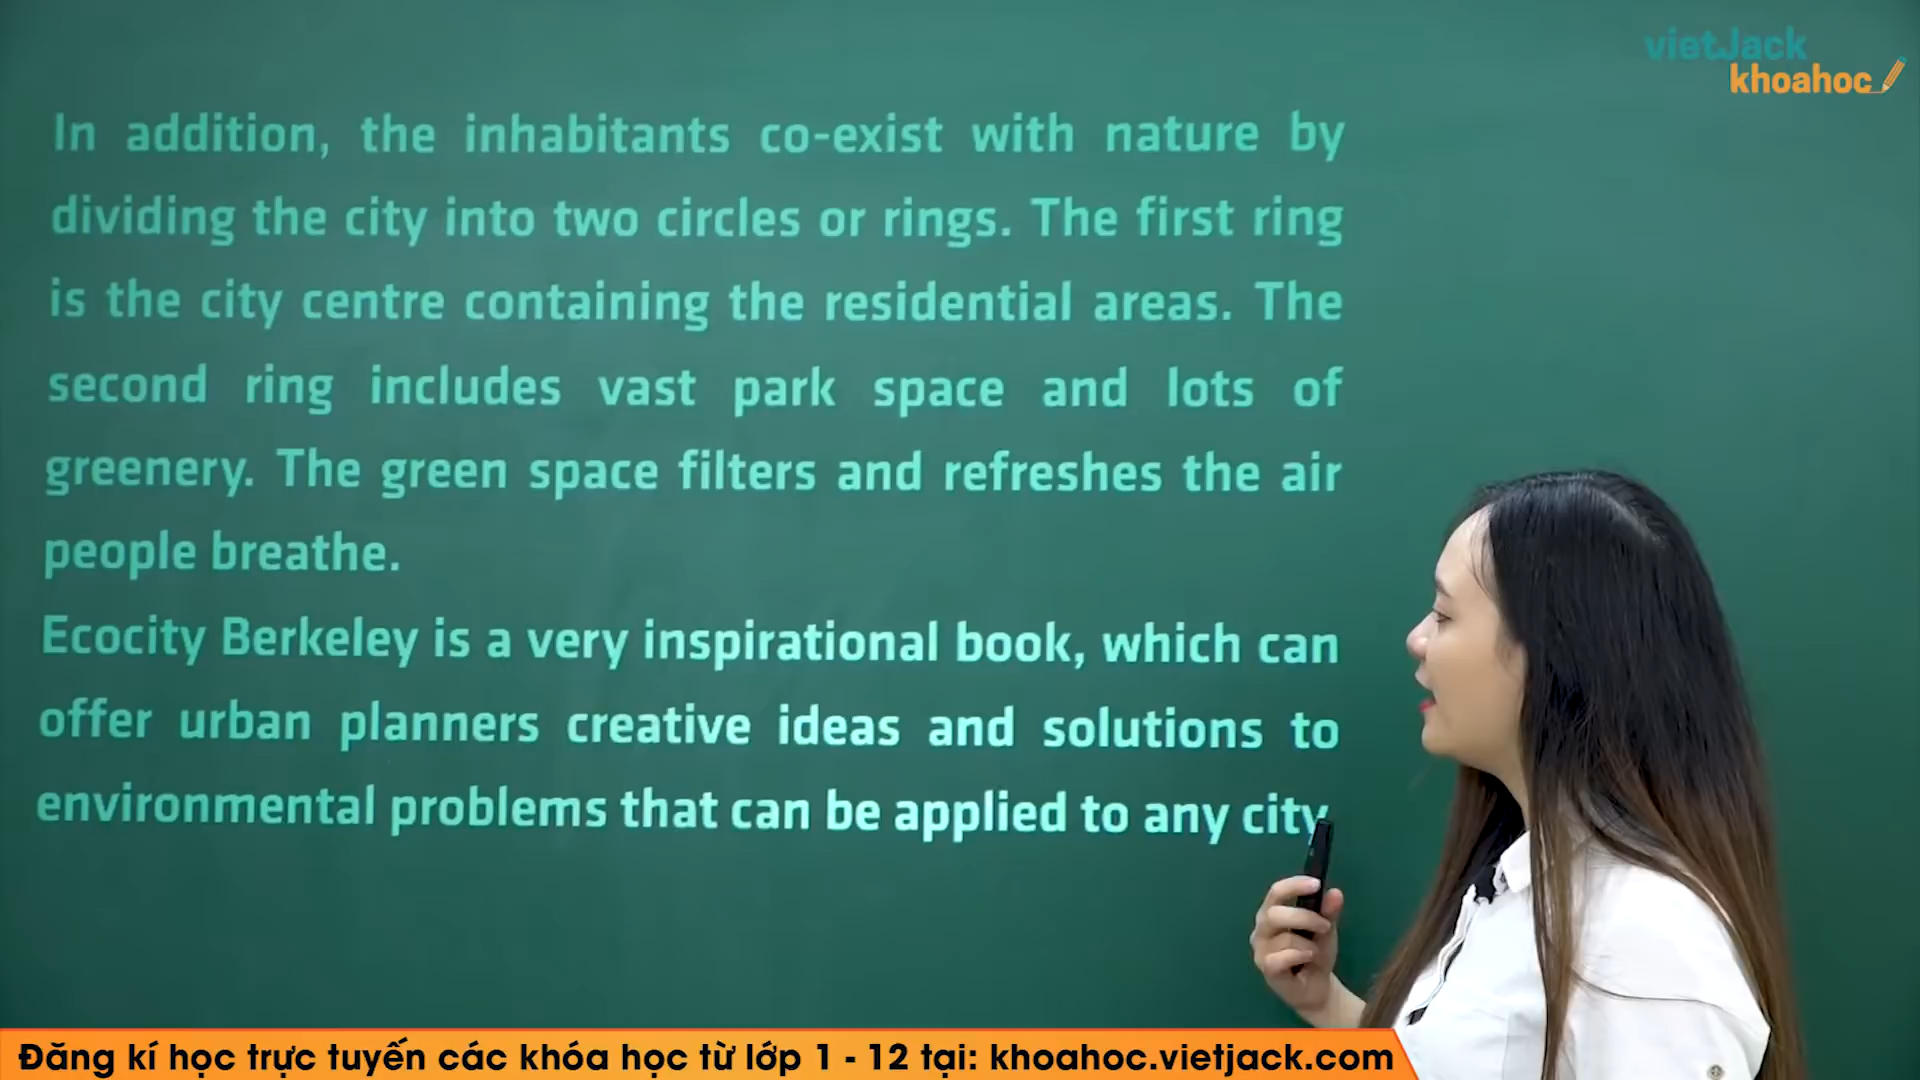 vietJack
khoahoc
In addition, the inhabitants co-exist with nature by
dividing the city into two circles or rings. The first ring
is the city centre containing the residential areas. The
second ring includes vast park space and lots of
greenery. The green space filters and refreshes the air
people breathe.
Ecocity Berkeley is a very inspirational book, which can
offer urban planners creative ideas and solutions to
environmental problems that can be applied to any city
Đăng kí học trực tuyến các khóa học từ lớp 1 - 12 tại: khoahoc.vietjack.com